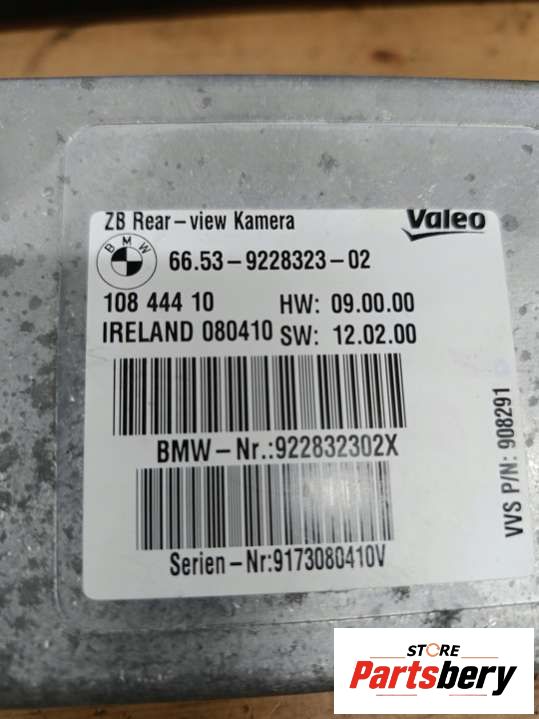 ZB Rear-view Kamera
Valeo
BMW
66.53-9228323-02
108 444 10 HW: 09.00.00
IRELAND 080410 SW: 12.02.00
BMW-Nr.:922832302X
Serien-Nr:9173080410V
VVS P/N: 908291
STORE
Partsbery